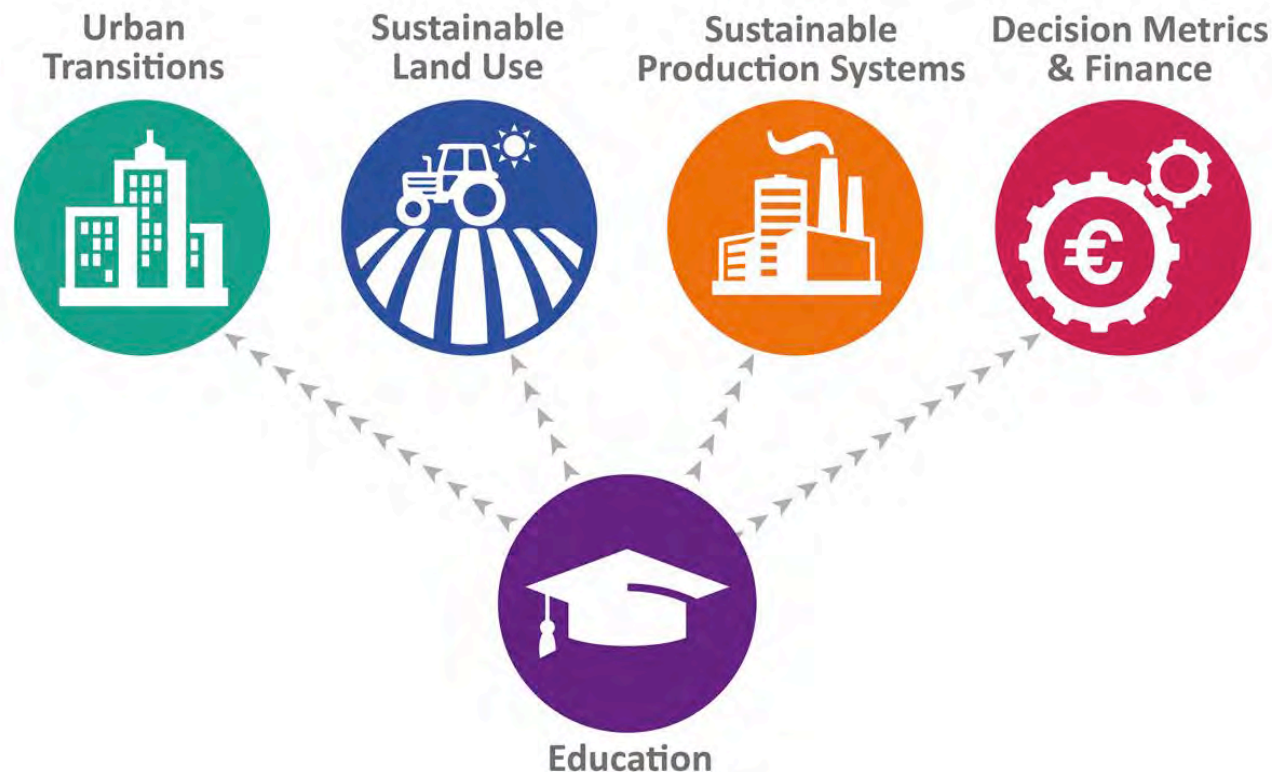 Urban
Transitions
Sustainable
Land Use
Sustainable
Production Systems
Decision Metrics
& Finance
€
Education